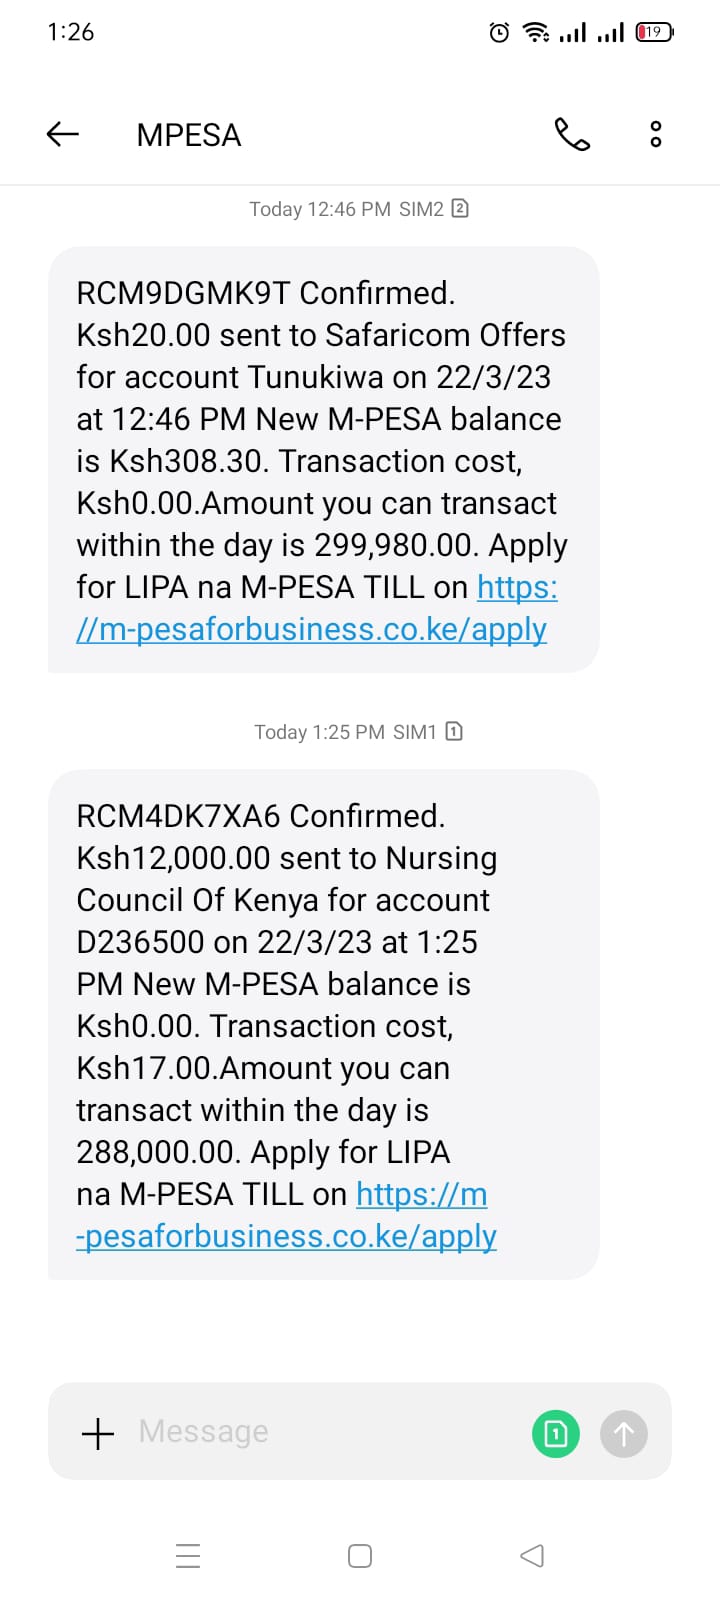 1:26
19
MPESA
Today 12:46 PM SIM2 2
RCM9DGMK9T Confirmed.
Ksh20.00 sent to Safaricom Offers
for account Tunukiwa on 22/3/23
at 12:46 PM New M-PESA balance
is Ksh308.30. Transaction cost,
Ksh0.00.Amount you can transact
within the day is 299,980.00. Apply
for LIPA na M-PESA TILL on https:
//m-pesaforbusiness.co.ke/apply
Today 1:25 PM SIM1 1
RCM4DK7XA6 Confirmed.
Ksh12,000.00 sent to Nursing
Council Of Kenya for account
D236500 on 22/3/23 at 1:25
PM New M-PESA balance is
Ksh0.00. Transaction cost,
Ksh17.00.Amount you can
transact within the day is
288,000.00. Apply for LIPA
na M-PESA TILL on https://m
-pesaforbusiness.co.ke/apply
Message
1